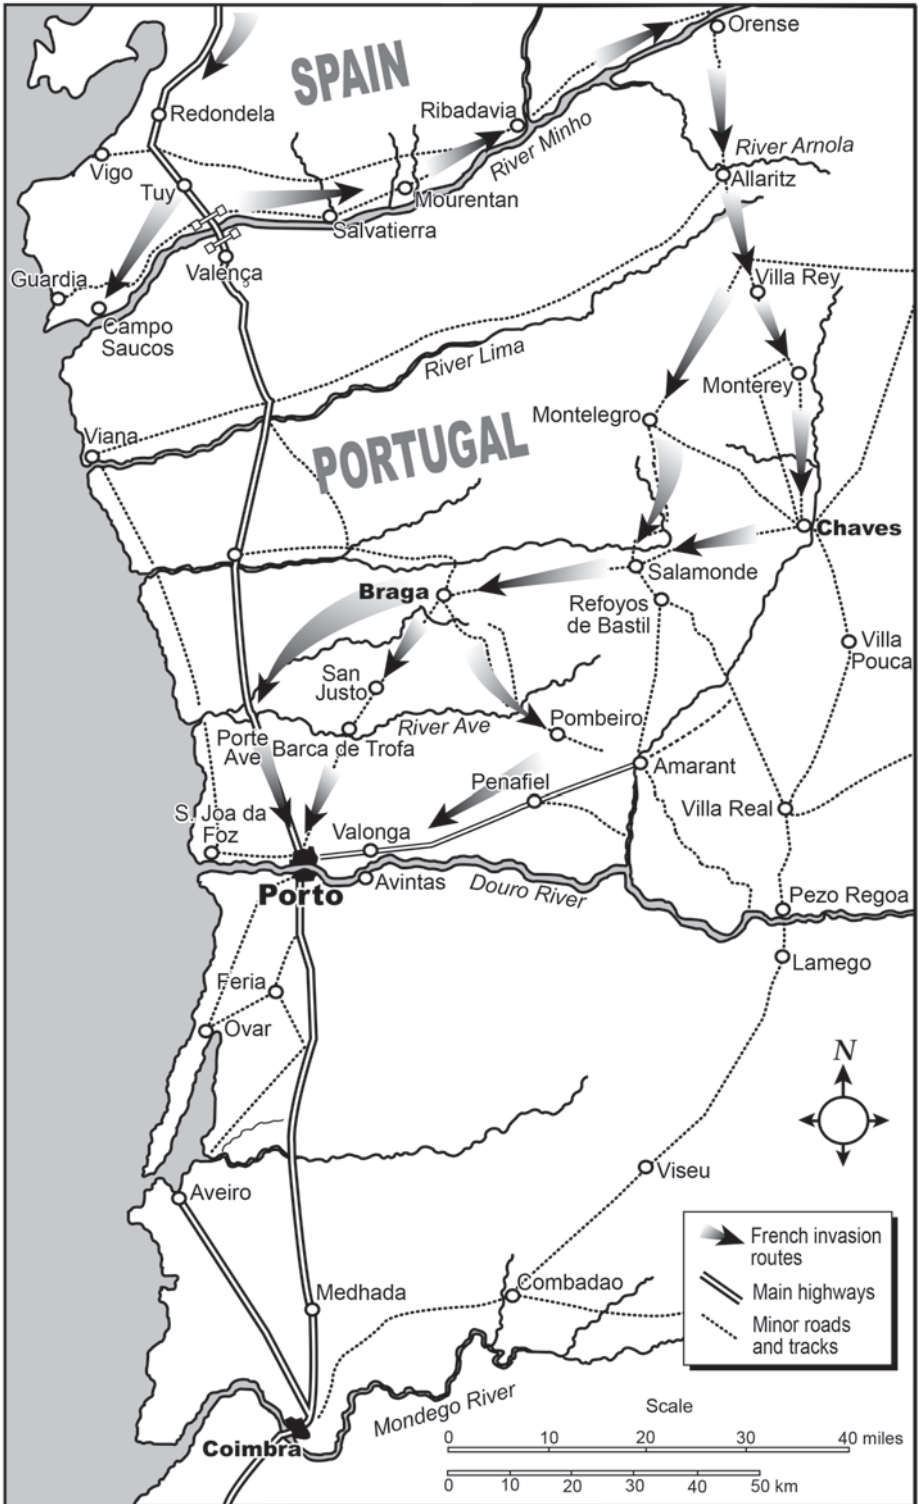 Orense
SPAIN
Redondela
Ribadavia
River Minho
River Arnola
Vigo
Tuy
Allaritz
Mourentan
Salvatierra
Guardia
Valença
Villa Rey
Campo
Saucos
River Lima
Monterey
Montelegro
Viana
PORTUGAL
Chaves
Salamonde
Braga
Refoyos
de Bastil
Villa
Pouca
San
Justo
River Ave
Pombeiro
Porte
Ave
Barca de Trofa
Amarant
Penafiel
S. Joa da
Foz
Villa Real
Valonga
Avintas
Douro River
Porto
Pezo Regoa
Lamego
Feria
Ovar
N
Viseu
Aveiro
French invasion
routes
Combadao
Medhada
Main highways
Minor roads
and tracks
Mondego River
Scale
Coimbra
0 10 20 30 40 miles
0 10 20 30 40 50 km